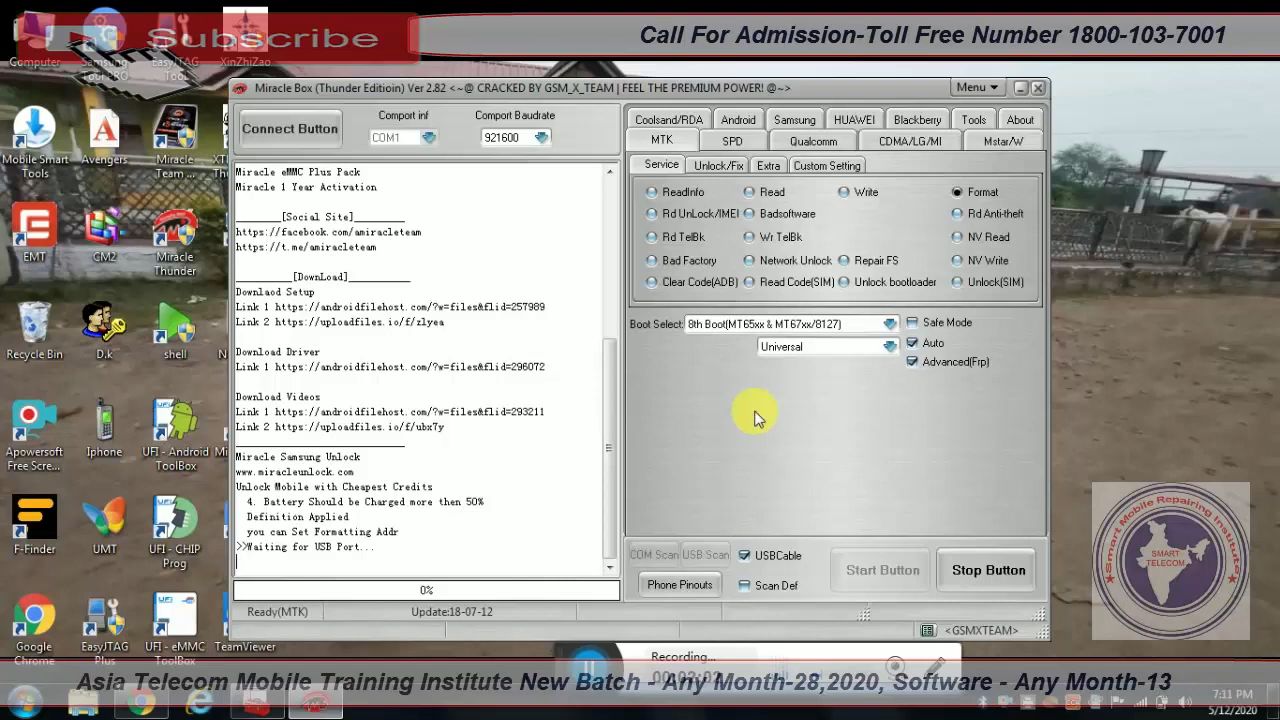 Subscribe
Call For Admission-Toll Free Number 1800-103-7001
Computer
Samsung
Tool PRO
EasyJTAG
Tool
XinZhiZao
Mobile Smart
Tools
Avengers
Miracle
Team ...
EMT
CM2
Miracle
Thunder
Recycle Bin
D.k
shell
Apowersoft
Free Scre...
Iphone
UFI - Android
ToolBox
F-Finder
UMT
UFI - CHIP
Prog
Google
Chrome
EasyJTAG
Plus
UFI - eMMC
ToolBox
TeamViewer
Miracle Box (Thunder Editioin) Ver 2.82 <~@ CRACKED BY GSM_X_TEAM | FEEL THE PREMIUM POWER! @~>
Menu
Connect Button
Comport inf
COM1
Comport Baudrate
921600
Miracle eMMC Plus Pack
Miracle 1 Year Activation
_______[Social Site]________
https://facebook.com/amiracleteam
https://t.me/amiracleteam
_________[DownLoad]__________
Downlaod Setup
Link 1 https://androidfilehost.com/?w=files&flid=257989
Link 2 https://uploadfiles.io/f/zlyea
Download Driver
Link 1 https://androidfilehost.com/?w=files&flid=296072
Download Videos
Link 1 https://androidfilehost.com/?w=files&flid=293211
Link 2 https://uploadfiles.io/f/ubx7y
Miracle Samsung Unlock
www.miracleunlock.com
Unlock Mobile with Cheapest Credits
4. Battery Should be Charged more then 50%
Definition Applied
you can Set Formatting Addr
>>Waiting for USB Port...
0%
Ready(MTK)
Update:18-07-12
Coolsand/RDA Android Samsung HUAWEI Blackberry Tools About
MTK SPD Qualcomm CDMA/LG/MI Mstar/W
Service Unlock/Fix Extra Custom Setting
ReadInfo Read Write Format
Rd UnLock/IMEI Badsoftware Rd Anti-theft
Rd TelBk Wr TelBk NV Read
Bad Factory Network Unlock Repair FS NV Write
Clear Code(ADB) Read Code(SIM) Unlock bootloader Unlock(SIM)
Boot Select: 8th Boot(MT65xx & MT67xx/8127) Safe Mode
Universal Auto
Advanced(Frp)
COM Scan USB Scan USBCable
Phone Pinouts Scan Def
Start Button
Stop Button
<GSMXTEAM>
Smart Mobile Repairing Institute
SMART
TELECOM
Recording...
Asia Telecom Mobile Training Institute New Batch - Any Month-28,2020, Software - Any Month-13
7:11 PM
5/12/2020